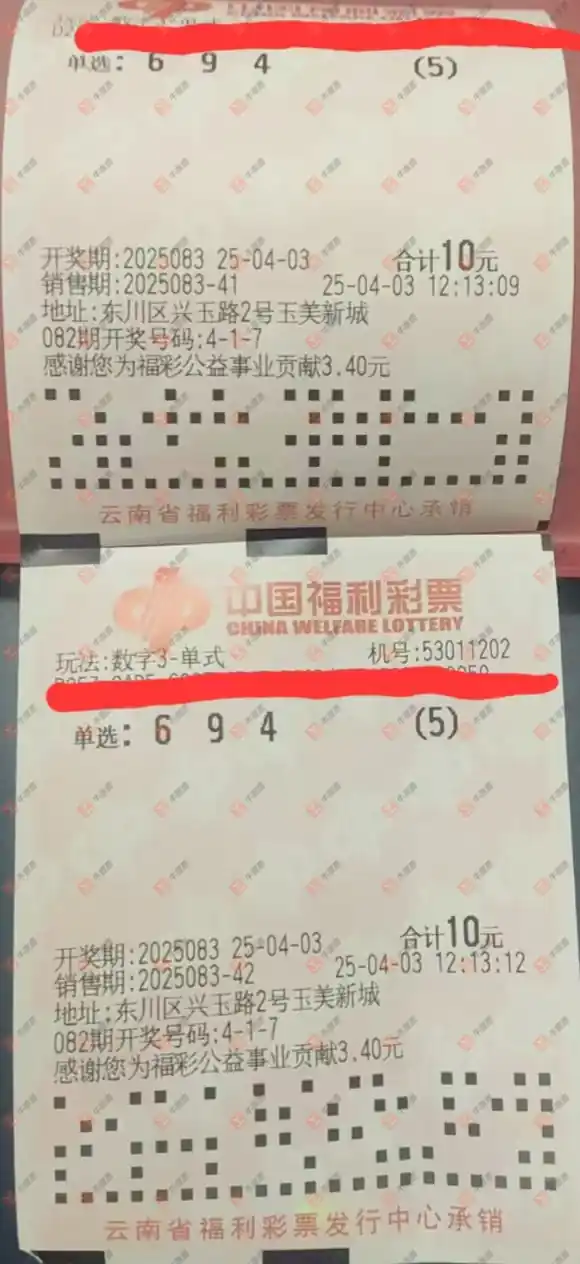 单选: 6 9 4 (5)
开奖期:2025083 25-04-03 合计10元
销售期:2025083-41 25-04-03 12:13:09
地址:东川区兴玉路2号玉美新城
082期开奖号码:4-1-7
感谢您为福彩公益事业贡献3.40元
云南省福利彩票发行中心承销
中国福利彩票
CHINA WELFARE LOTTERY
玩法:数字3-单式 机号:53011202
单选: 6 9 4 (5)
开奖期:2025083 25-04-03 合计10元
销售期:2025083-42 25-04-03 12:13:12
地址:东川区兴玉路2号玉美新城
082期开奖号码:4-1-7
感谢您为福彩公益事业贡献3.40元
云南省福利彩票发行中心承销